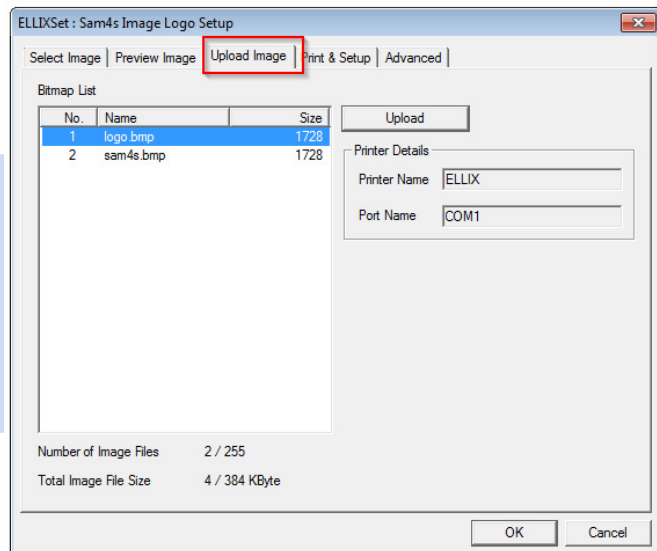 ELLIXSet : Sam4s Image Logo Setup
Select Image Preview Image Upload Image Print & Setup Advanced
Bitmap List
No. Name Size
1 logo.bmp 1728
2 sam4s.bmp 1728
Upload
Printer Details
Printer Name ELLIX
Port Name COM1
Number of Image Files 2 / 255
Total Image File Size 4 / 384 KByte
OK Cancel